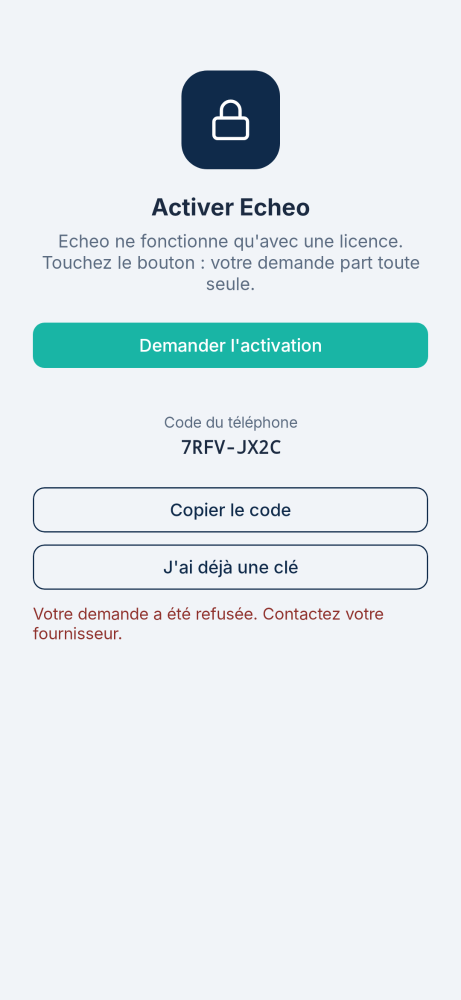 Activer Echeo
Echeo ne fonctionne qu'avec une licence.
Touchez le bouton : votre demande part toute
seule.
Demander l'activation
Code du téléphone
7RFV-JX2C
Copier le code
J'ai déjà une clé
Votre demande a été refusée. Contactez votre
fournisseur.